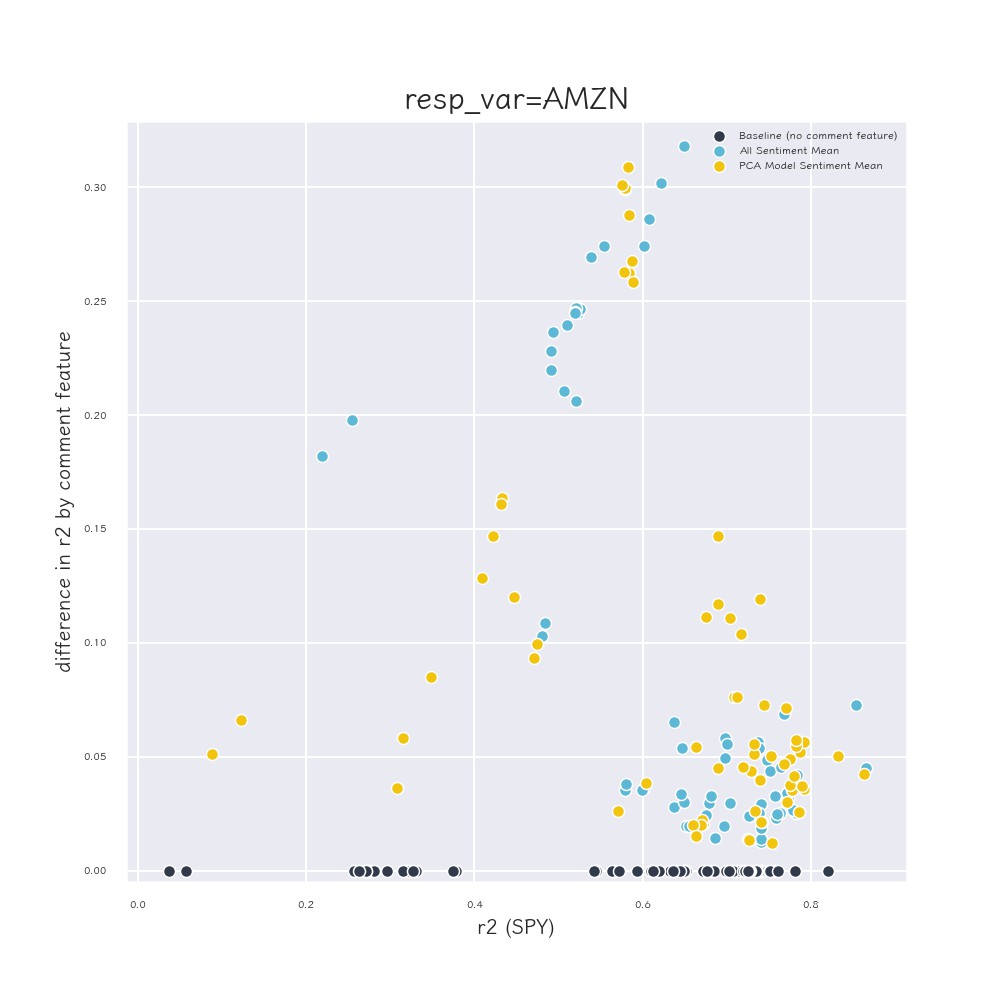 resp_var=AMZN
Baseline (no comment feature)
All Sentiment Mean
PCA Model Sentiment Mean
difference in r2 by comment feature
0.30
0.25
0.20
0.15
0.10
0.05
0.00
0.0 0.2 0.4 0.6 0.8
r2 (SPY)